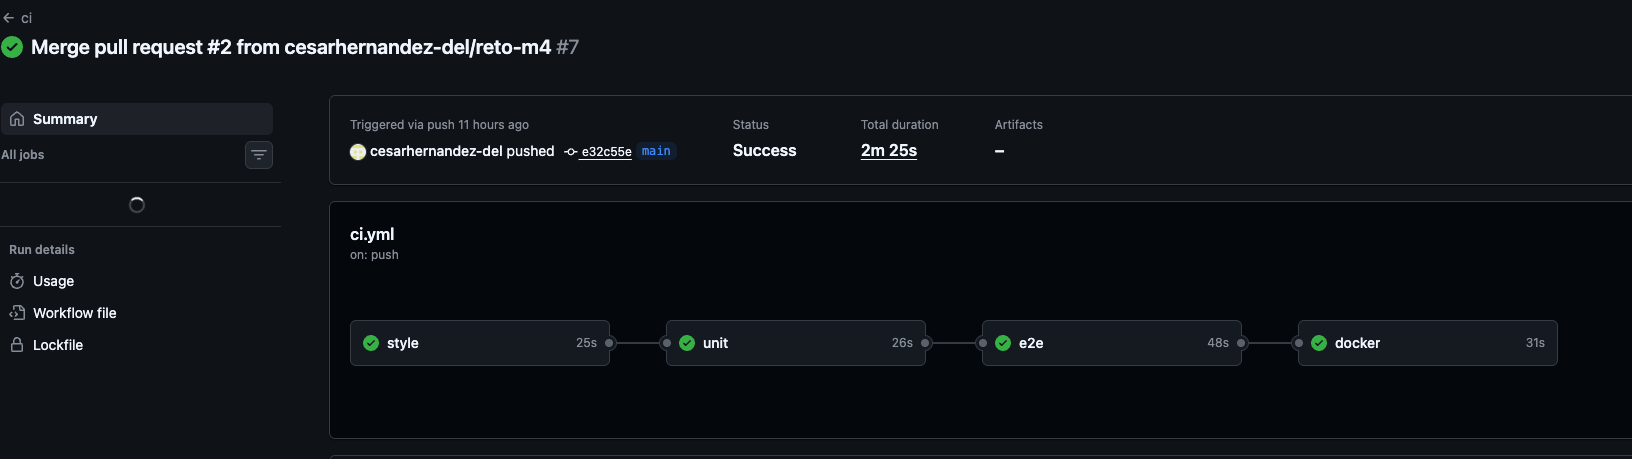 ci
Merge pull request #2 from cesarhernandez-del/reto-m4 #7
Summary
All jobs
Run details
Usage
Workflow file
Lockfile
Triggered via push 11 hours ago
cesarhernandez-del pushed e32c55e main
Status
Success
Total duration
2m 25s
Artifacts
–
ci.yml
on: push
style 25s
unit 26s
e2e 48s
docker 31s